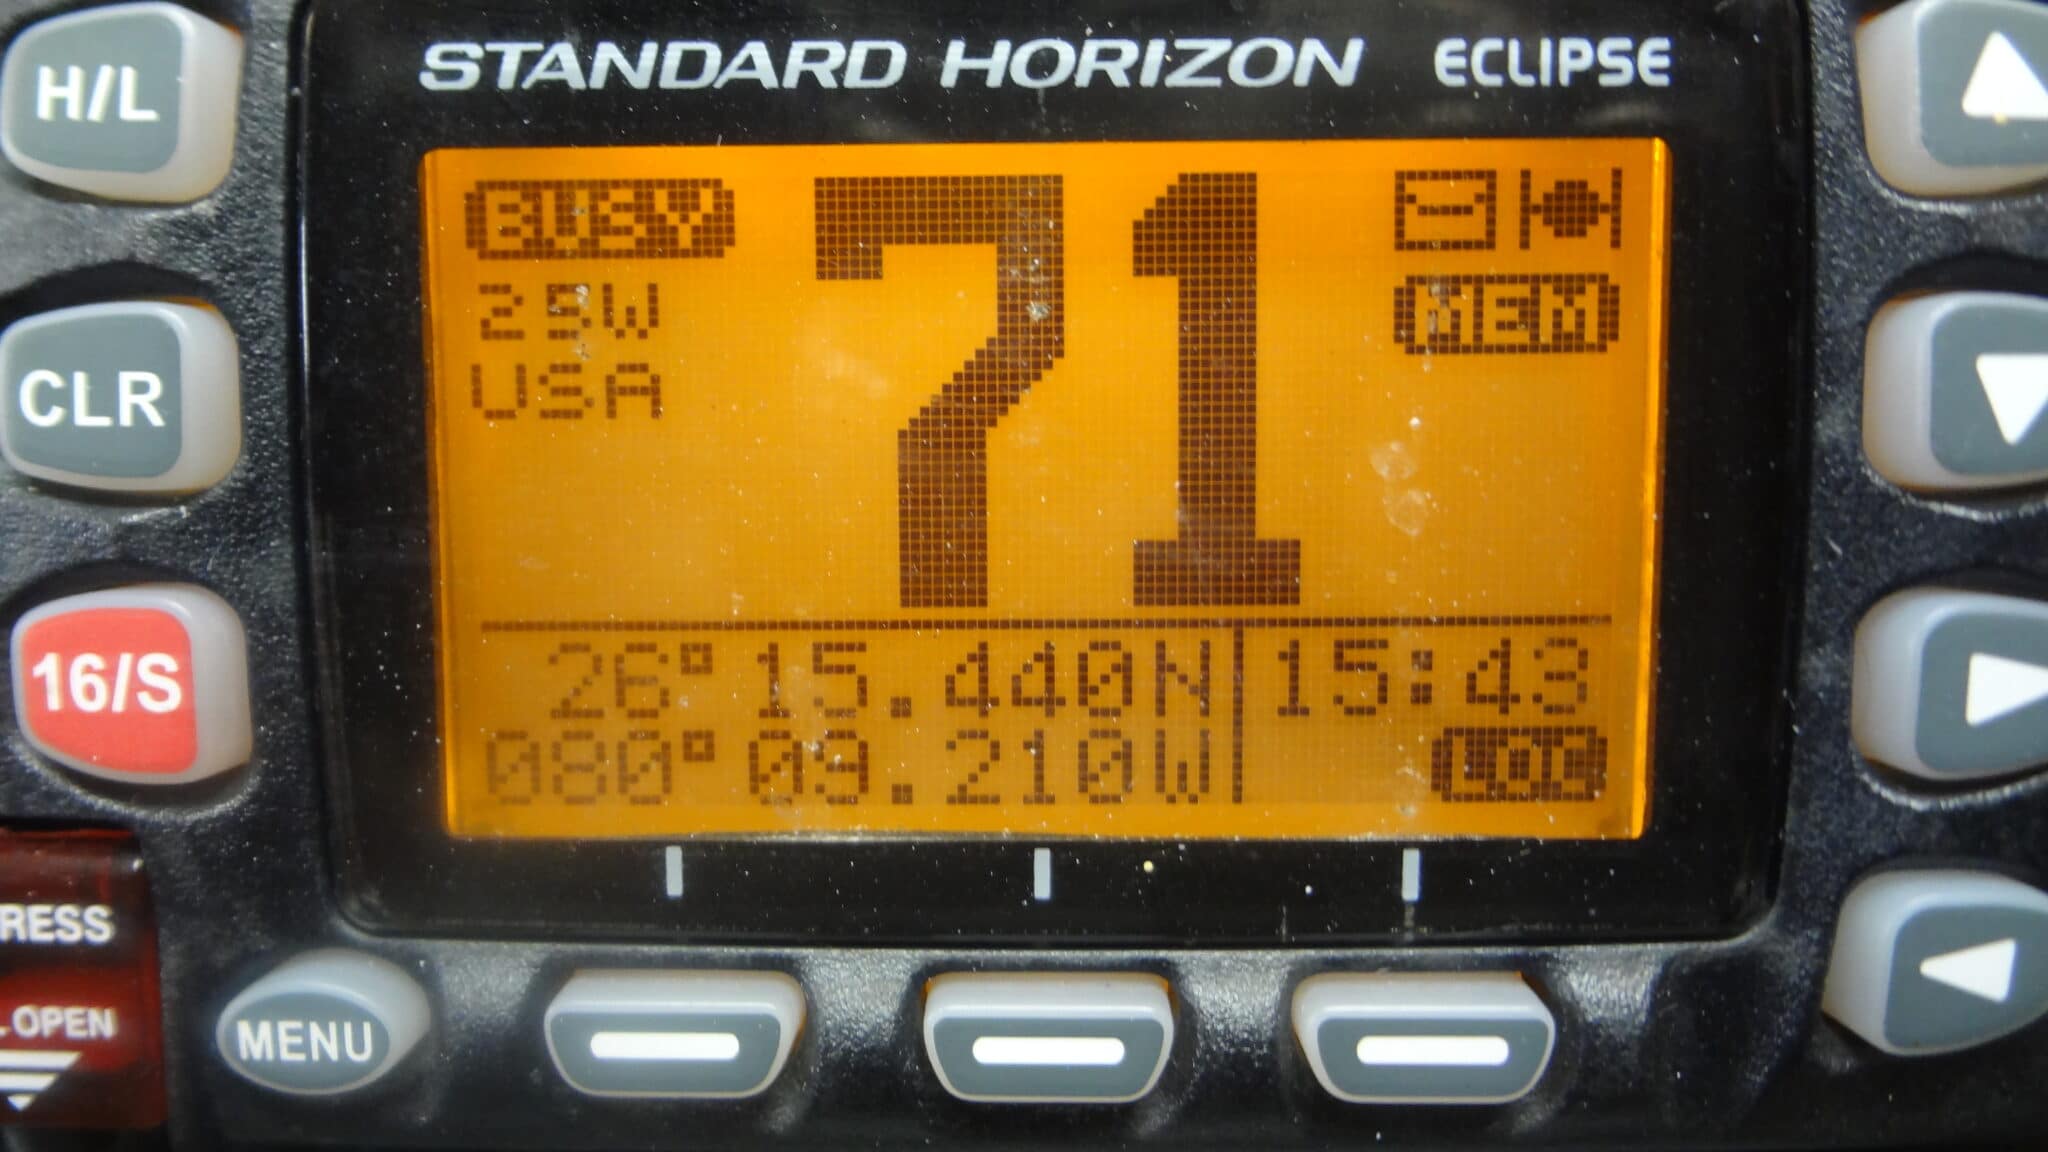 STANDARD HORIZON ECLIPSE
H/L
CLR
16/S
RESS
OPEN
MENU
BUSY
25W
USA
71
MEM
26°15.440N 15:43
080°09.210W LOC